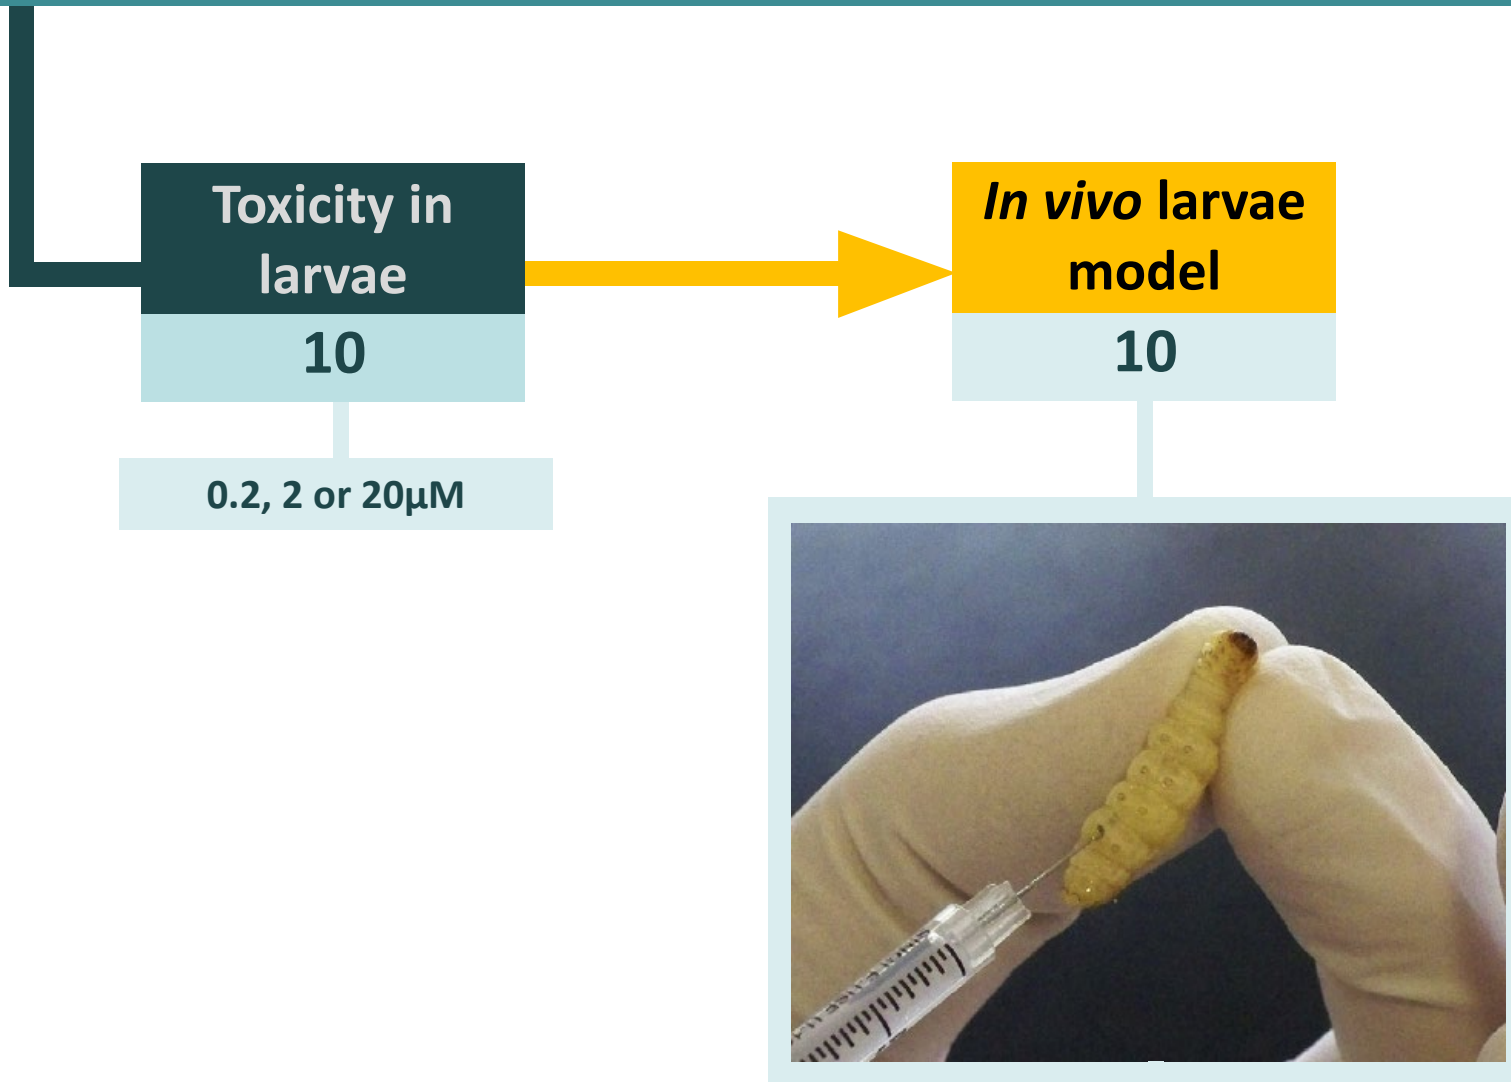 Toxicity in
larvae
10
0.2, 2 or 20µM
In vivo larvae
model
10